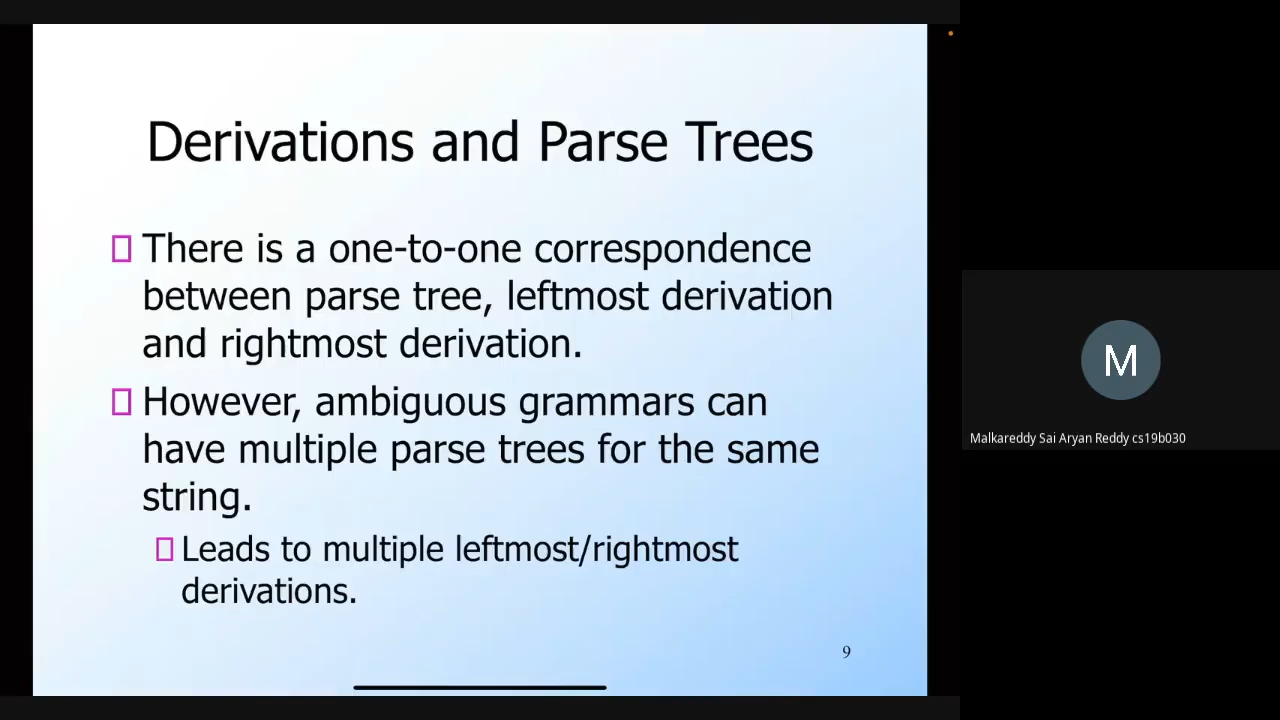 Derivations and Parse Trees
There is a one-to-one correspondence
between parse tree, leftmost derivation
and rightmost derivation.
However, ambiguous grammars can
have multiple parse trees for the same
string.
Leads to multiple leftmost/rightmost
derivations.
9
M
Malkareddy Sai Aryan Reddy cs19b030